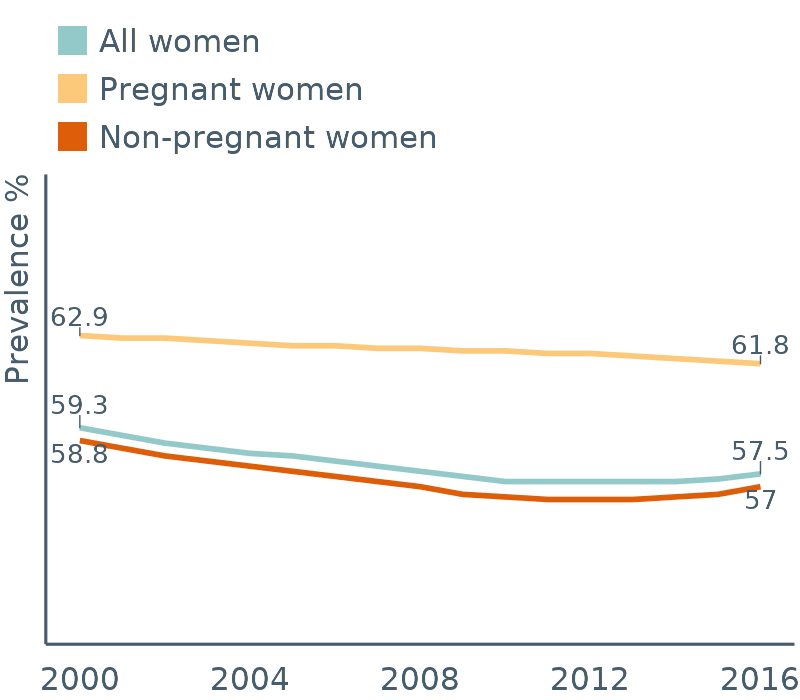 All women
Pregnant women
Non-pregnant women
Prevalence %
62.9
61.8
59.3
58.8
57.5
57
2000 2004 2008 2012 2016